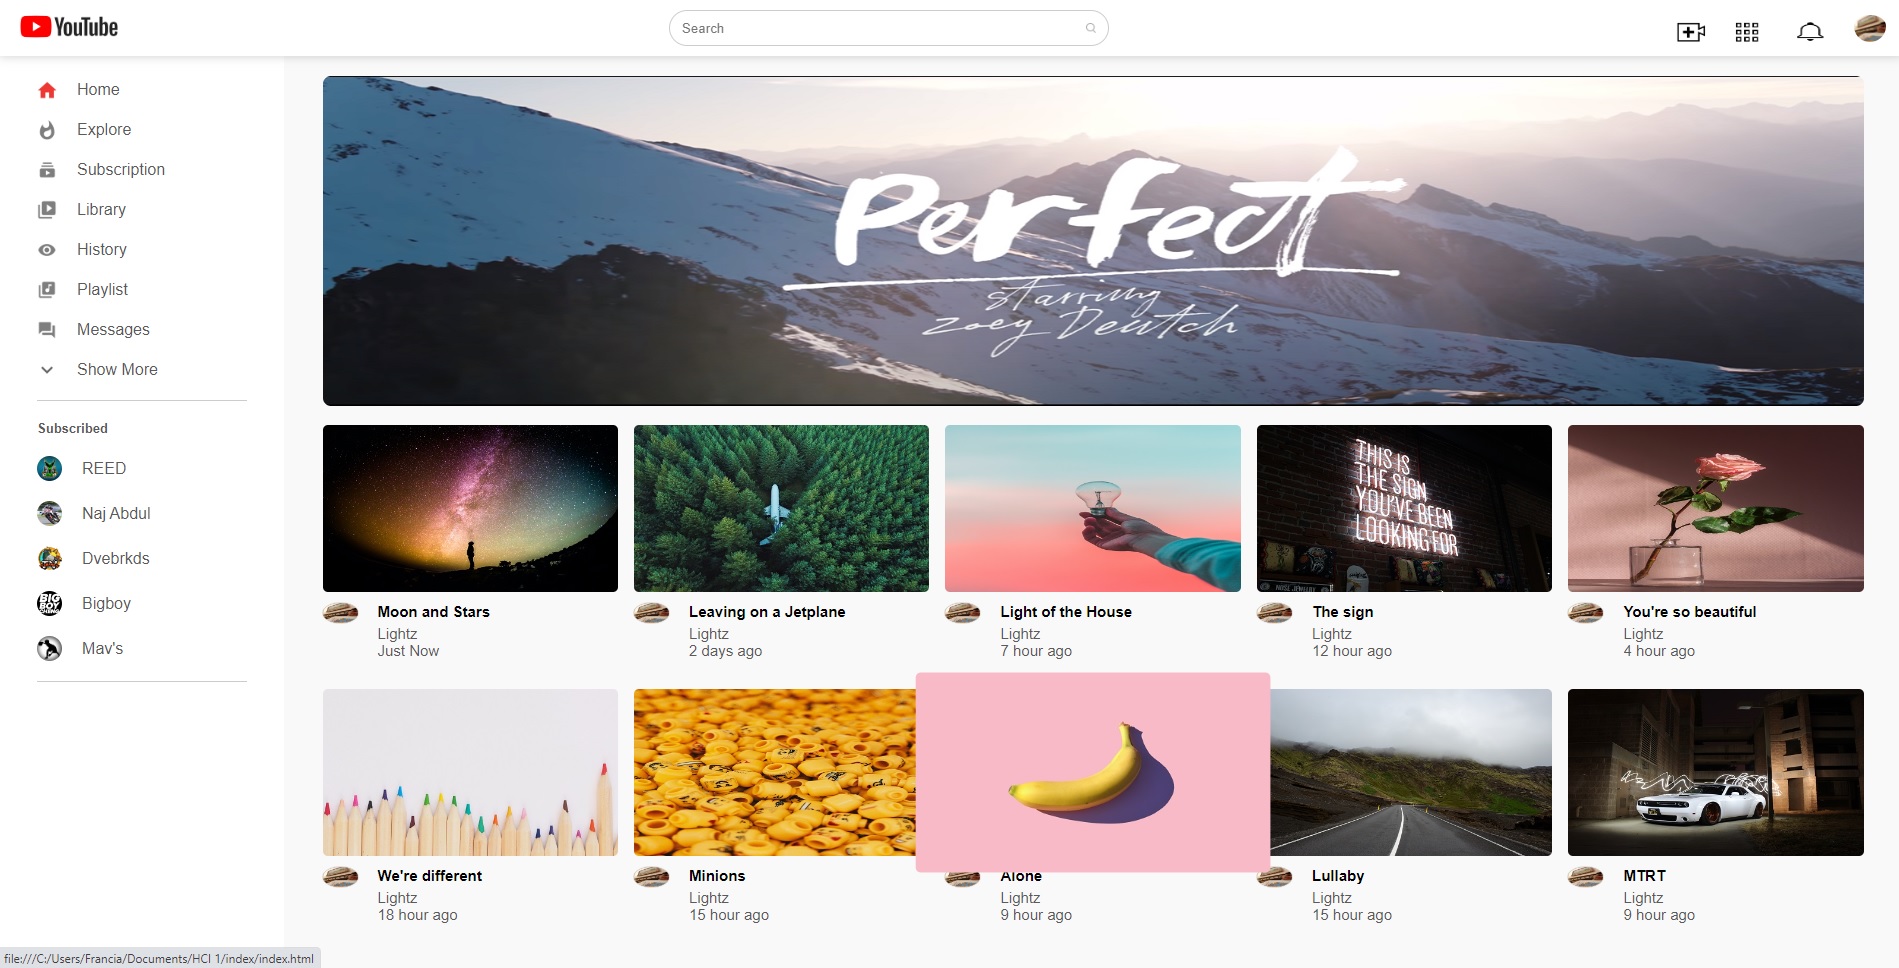 YouTube
Search
Home
Explore
Subscription
Library
History
Playlist
Messages
Show More
Subscribed
REED
Naj Abdul
Dvebrkds
BIG
BOY
CHENG
Bigboy
Mav's
Perfect
starring
Zoey Deutch
THIS IS
THE SIGN
YOU'VE BEEN
LOOKING FOR
Moon and Stars
Lightz
Just Now
Leaving on a Jetplane
Lightz
2 days ago
Light of the House
Lightz
7 hour ago
The sign
Lightz
12 hour ago
You're so beautiful
Lightz
4 hour ago
We're different
Lightz
18 hour ago
Minions
Lightz
15 hour ago
Alone
Lightz
9 hour ago
Lullaby
Lightz
15 hour ago
MTRT
Lightz
9 hour ago
file:///C:/Users/Francia/Documents/HCI 1/index/index.html